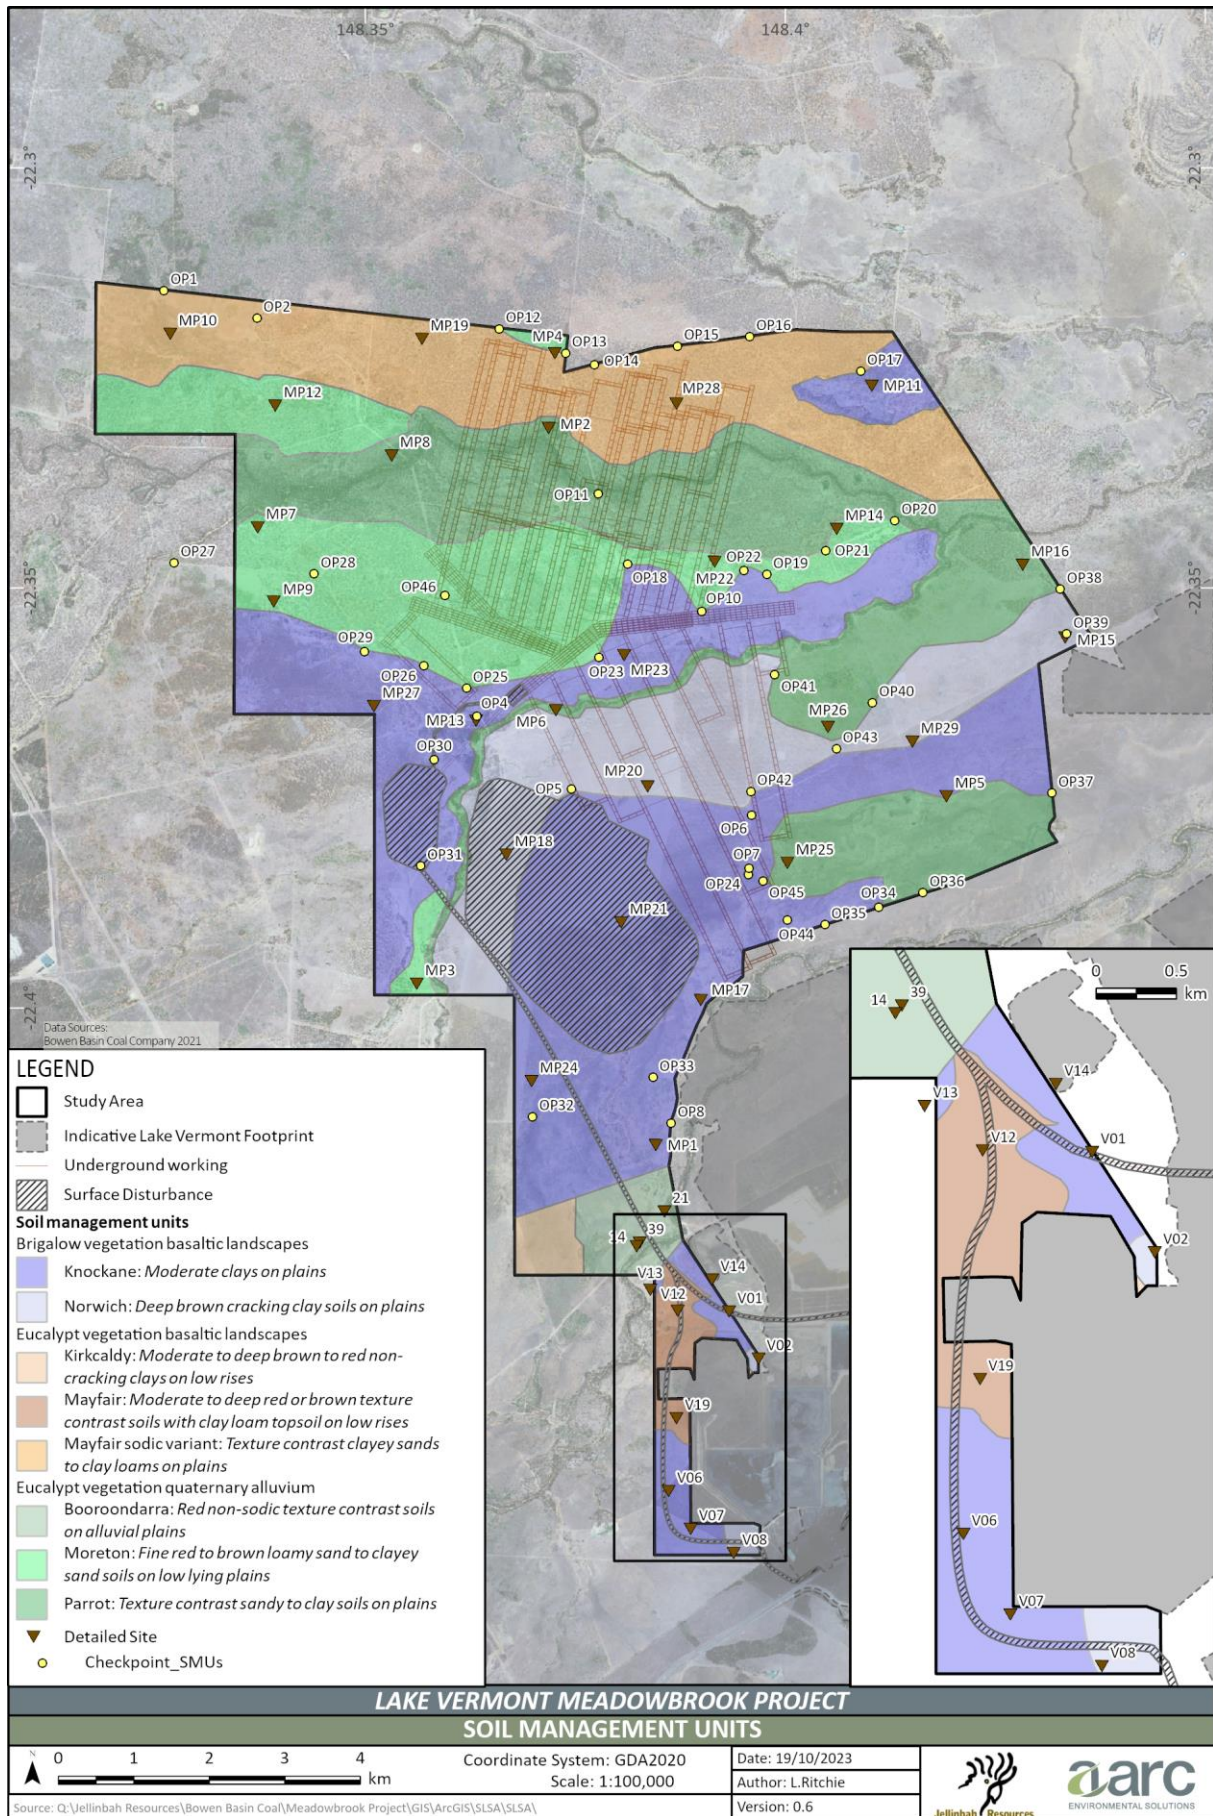 148.35°
148.4°
-22.3°
-22.3°
OP1
OP2
MP10
MP19
OP12
MP4
OP13
OP14
OP15
OP16
OP17
MP11
MP28
MP12
MP2
MP8
OP11
MP7
OP20
MP14
OP21
OP27
OP28
MP9
OP46
OP18
MP22
OP22
OP19
MP16
OP38
-22.35°
-22.35°
OP10
OP39
MP15
OP29
OP26
OP25
OP23
MP23
OP41
OP40
MP27
OP4
MP13
MP6
MP26
OP43
MP29
OP30
OP5
MP20
OP42
MP5
OP37
OP6
MP18
OP31
OP7
MP25
OP24
OP45
OP36
OP34
MP21
OP44
OP35
MP3
MP17
-22.4°
Data Sources:
Bowen Basin Coal Company 2021
MP24
OP33
OP32
OP8
MP1
21
39
14
V14
V13
V12
V01
V02
V19
V06
V07
V08
0 0.5
km
39
14
V14
V13
V12
V01
V02
V19
V06
V07
V08
LEGEND
Study Area
Indicative Lake Vermont Footprint
Underground working
Surface Disturbance
Soil management units
Brigalow vegetation basaltic landscapes
Knockane: Moderate clays on plains
Norwich: Deep brown cracking clay soils on plains
Eucalypt vegetation basaltic landscapes
Kirkcaldy: Moderate to deep brown to red non-
cracking clays on low rises
Mayfair: Moderate to deep red or brown texture
contrast soils with clay loam topsoil on low rises
Mayfair sodic variant: Texture contrast clayey sands
to clay loams on plains
Eucalypt vegetation quaternary alluvium
Booroondarra: Red non-sodic texture contrast soils
on alluvial plains
Moreton: Fine red to brown loamy sand to clayey
sand soils on low lying plains
Parrot: Texture contrast sandy to clay soils on plains
Detailed Site
Checkpoint_SMUs
LAKE VERMONT MEADOWBROOK PROJECT
SOIL MANAGEMENT UNITS
N
0 1 2 3 4
km
Coordinate System: GDA2020
Scale: 1:100,000
Date: 19/10/2023
Author: L.Ritchie
Version: 0.6
Source: Q:\Jellinbah Resources\Bowen Basin Coal\Meadowbrook Project\GIS\ArcGIS\SLSA\SLSA\
Jellinbah Resources
aarc
ENVIRONMENTAL SOLUTIONS